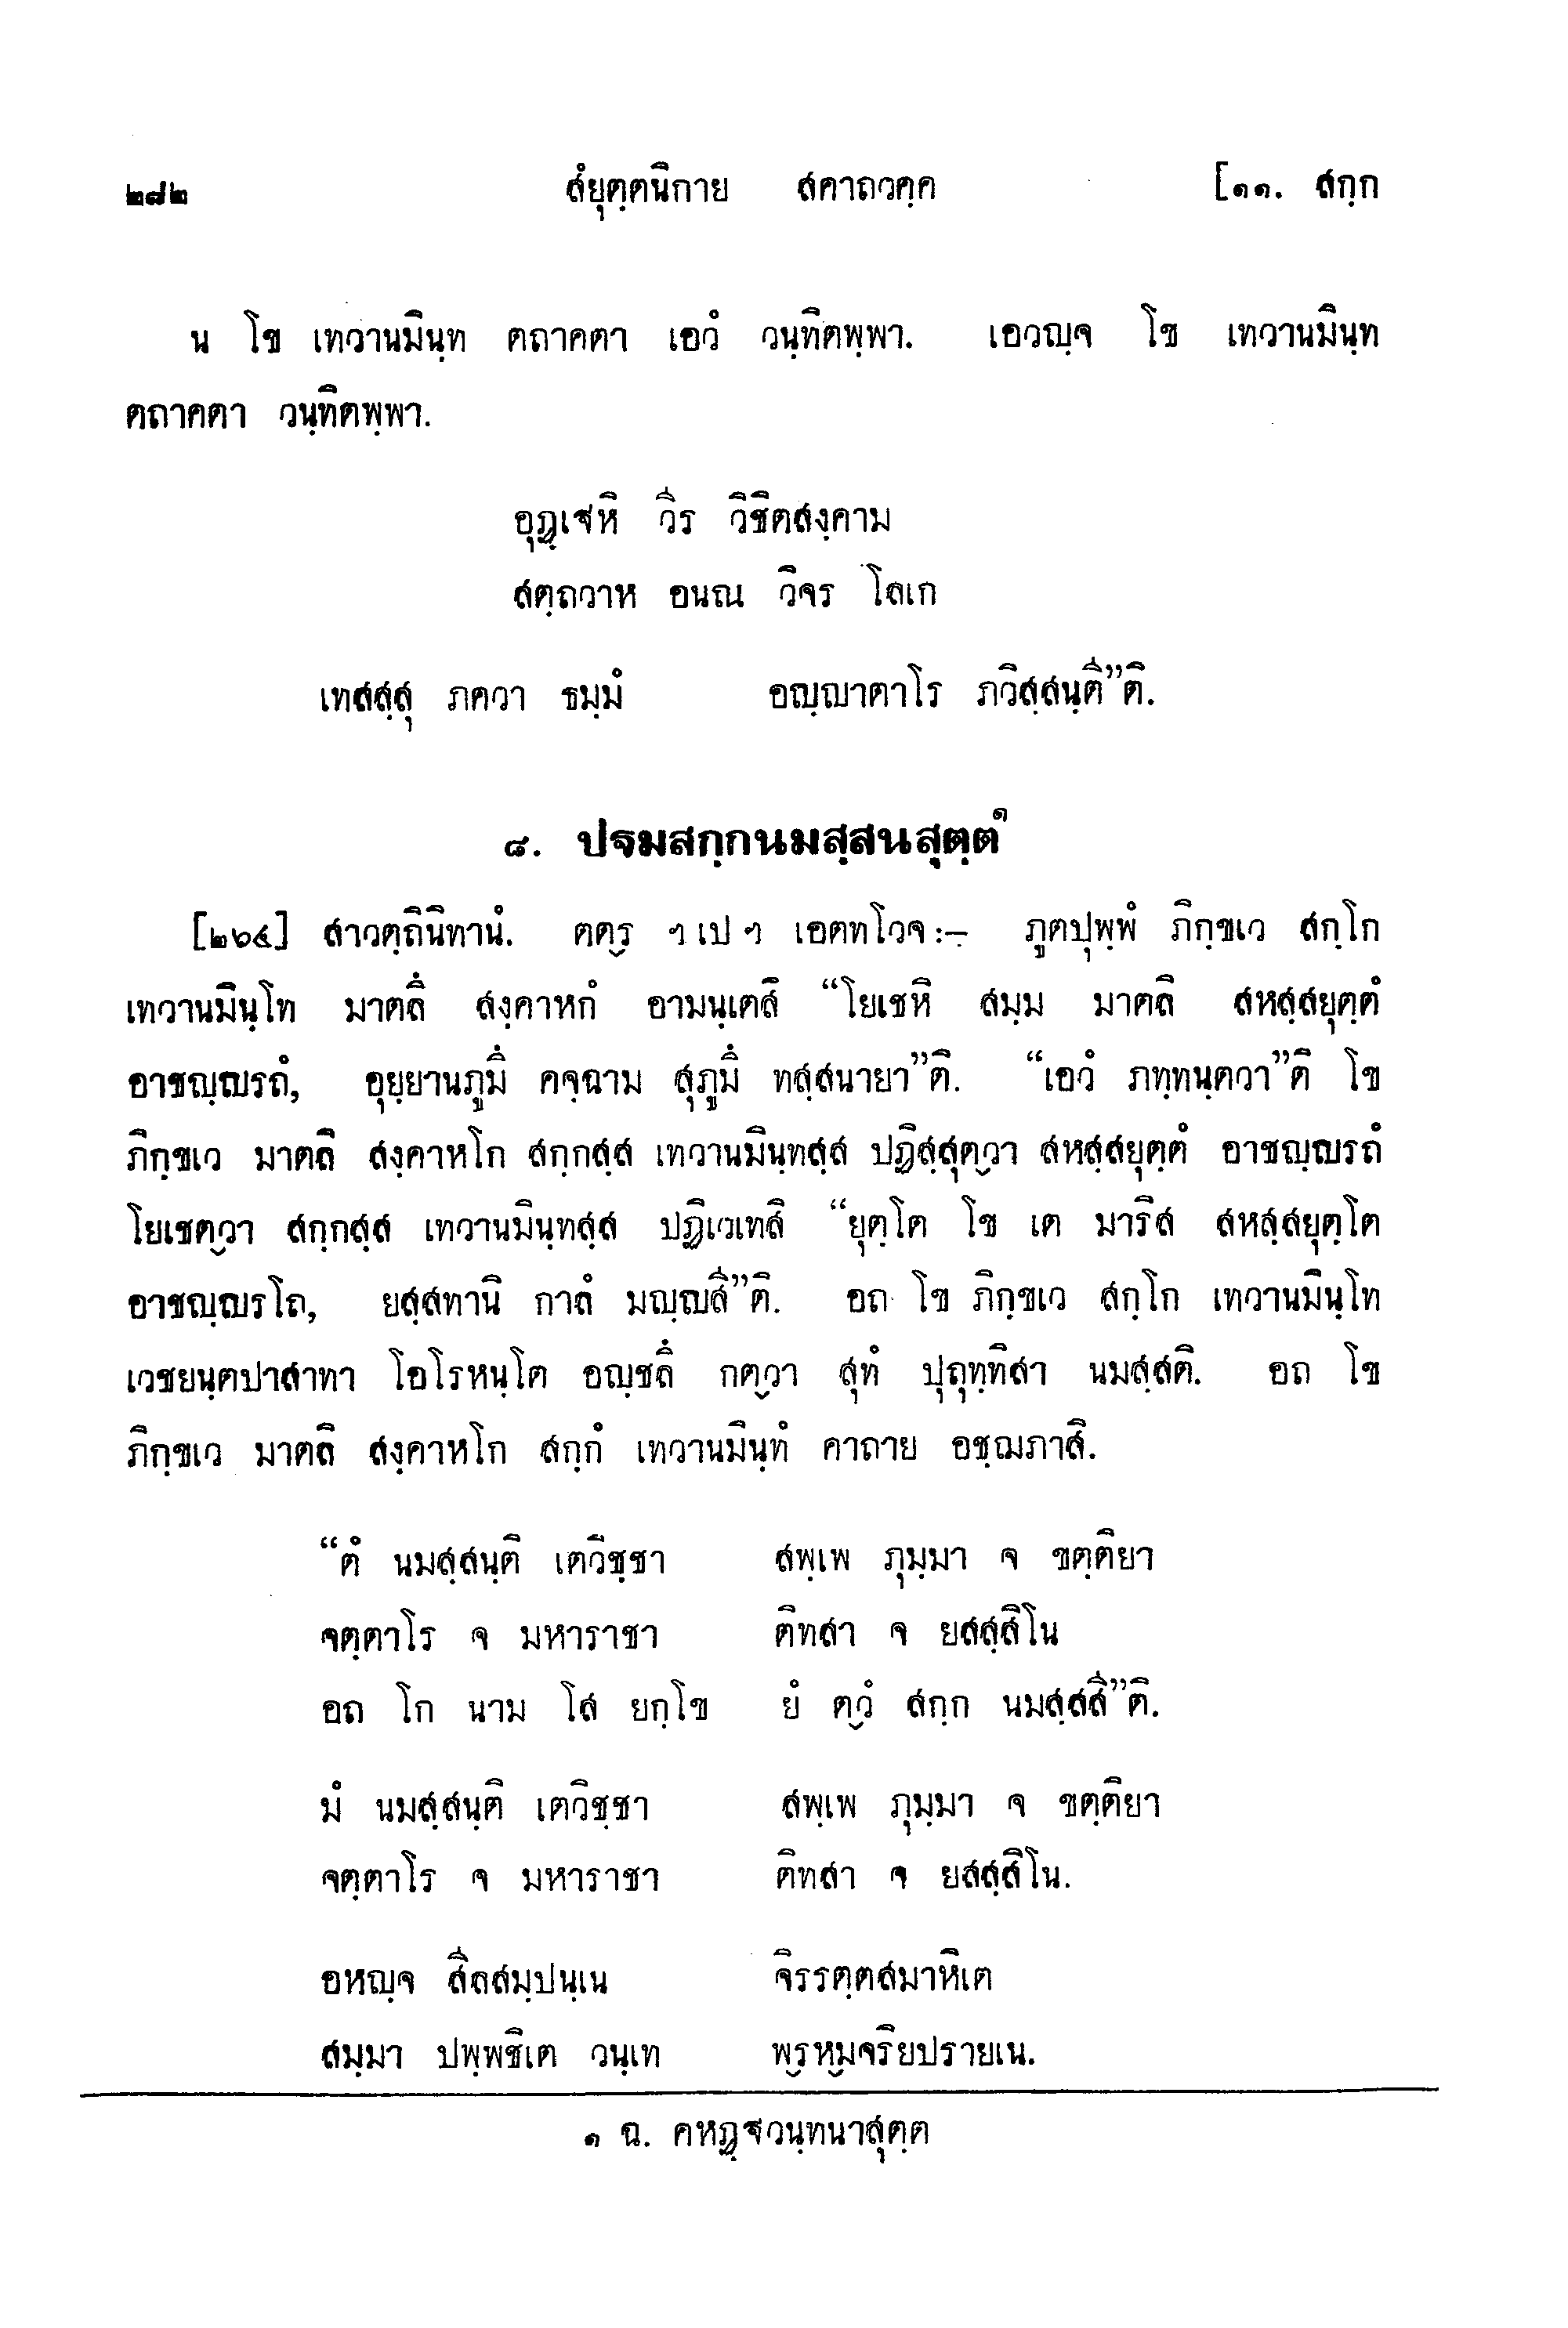 ๒๘๒ สํยุตฺตนิกาย สคาถวคฺค [๑๑. สกฺก
น โข เทวานมินฺท ตถาคตา เอวํ วนฺทิตพฺพา. เอวญฺจ โข เทวานมินฺท
ตถาคตา วนฺทิตพฺพา.
อุฏฺเฐหิ วีร วิชิตสงฺคาม
สตฺถวาห อนณ วิจร โลเก
เทสสฺสุ ภควา ธมฺมํ อญฺญาตาโร ภวิสฺสนฺตี”ติ.
๘. ปฐมสกฺกนมสฺสนสุตฺตํ๑
[๒๖๔] สาวตฺถินิทานํ. ตตฺร ฯ เป ฯ เอตทโวจ :– ภูตปุพฺพํ ภิกฺขเว สกฺโก
เทวานมินฺโท มาตลึ สงฺคาหกํ อามนฺเตสิ “โยเชหิ สมฺม มาตลิ สหสฺสยุตฺตํ
อาชญฺญรถํ, อุยฺยานภูมึ คจฺฉาม สุภูมึ ทสฺสนายา”ติ. “เอวํ ภทฺทนฺตวา”ติ โข
ภิกฺขเว มาตลิ สงฺคาหโก สกฺกสฺส เทวานมินฺทสฺส ปฏิสฺสุตฺวา สหสฺสยุตฺตํ อาชญฺญรถํ
โยเชตฺวา สกฺกสฺส เทวานมินฺทสฺส ปฏิเวเทสิ “ยุตฺโต โข เต มาริส สหสฺสยุตฺโต
อาชญฺญรโถ, ยสฺสทานิ กาลํ มญฺญสี”ติ. อถ โข ภิกฺขเว สกฺโก เทวานมินฺโท
เวชยนฺตปาสาทา โอโรหนฺโต อญฺชลึ กตฺวา สุทํ ปุถุทฺทิสา นมสฺสติ. อถ โข
ภิกฺขเว มาตลิ สงฺคาหโก สกฺกํ เทวานมินฺทํ คาถาย อชฺฌภาสิ.
“ตํ นมสฺสนฺติ เตวิชฺชา สพฺเพ ภุมฺมา จ ขตฺติยา
จตฺตาโร จ มหาราชา ติทสา จ ยสสฺสิโน
อถ โก นาม โส ยกฺโข ยํ ตฺวํ สกฺก นมสฺสสี”ติ.
มํ นมสฺสนฺติ เตวิชฺชา สพฺเพ ภุมฺมา จ ขตฺติยา
จตฺตาโร จ มหาราชา ติทสา จ ยสสฺสิโน.
อหญฺจ สีลสมฺปนฺเน จิรรตฺตสมาหิเต
สมฺมา ปพฺพชิเต วนฺเท พฺรหฺมจริยปรายเน.
๑ ฉ. คหฏฺฐวนฺทนาสุตฺต